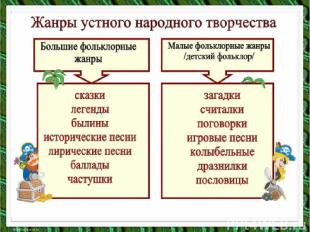 Жанры устного народного творчества
Большие фольклорные
жанры
Малые фольклорные жанры
/детский фольклор/
сказки
легенды
былины
исторические песни
лирические песни
баллады
частушки
загадки
считалки
поговорки
игровые песни
колыбельные
дразнилки
пословицы